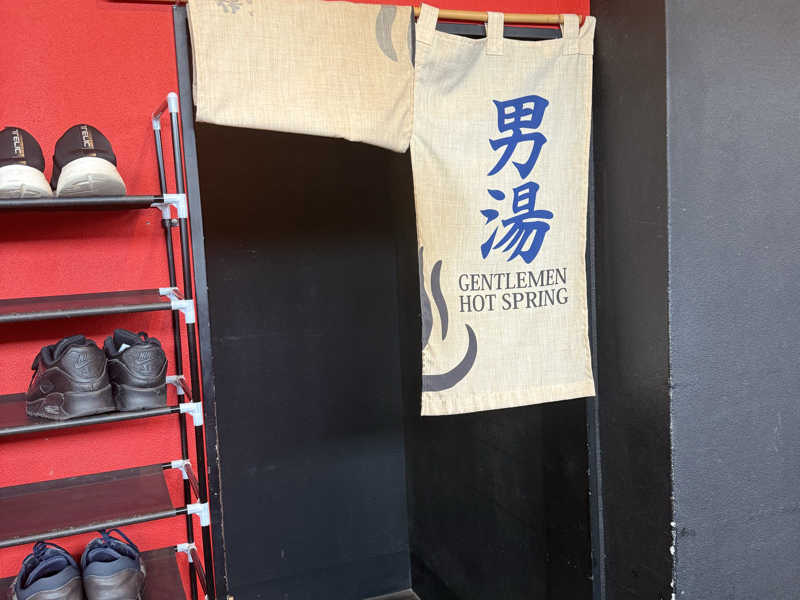 男湯
GENTLEMEN
HOT SPRING